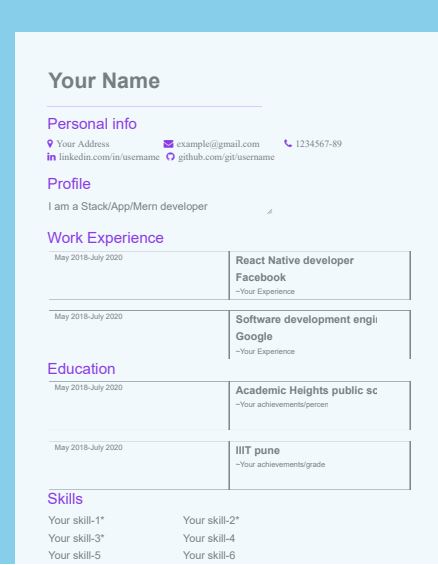 Your Name
Personal info
Your Address example@gmail.com 1234567-89
linkedin.com/in/username github.com/git/username
Profile
I am a Stack/App/Mern developer
Work Experience
May 2018-July 2020 React Native developer
Facebook
~Your Experience
May 2018-July 2020 Software development engi
Google
~Your Experience
Education
May 2018-July 2020 Academic Heights public sc
~Your achievements/percen
May 2018-July 2020 IIIT pune
~Your achievements/grade
Skills
Your skill-1* Your skill-2*
Your skill-3* Your skill-4
Your skill-5 Your skill-6